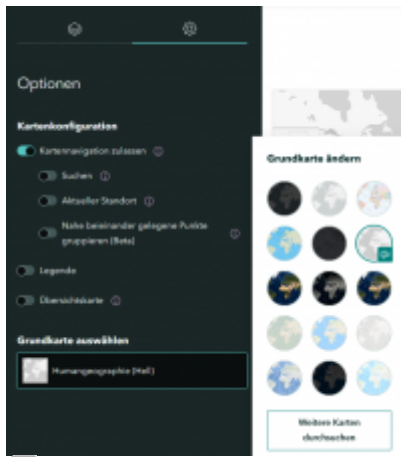 Optionen
Kartenkonfiguration
Kartennavigation zulassen
Suchen
Aktueller Standort
Nahe beieinander gelegene Punkte
gruppieren (Beta)
Legende
Übersichtskarte
Grundkarte auswählen
Humangeographie (Hell)
Grundkarte ändern
Weitere Karten
durchsuchen